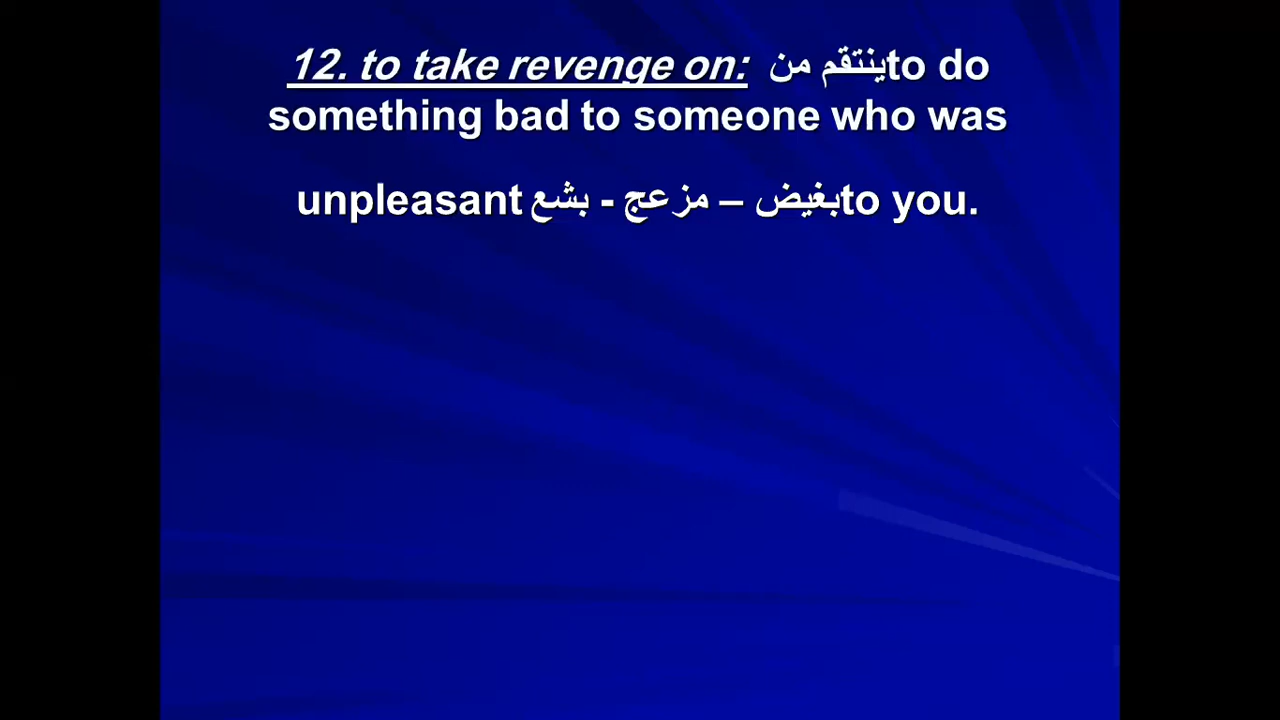 12. to take revenge on: ينتقم من to do
something bad to someone who was
unpleasant بغيض – مزعج - بشع to you.